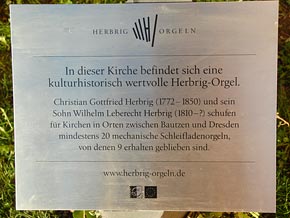 HERBRIG ORGELN
In dieser Kirche befindet sich eine
kulturhistorisch wertvolle Herbrig-Orgel.
Christian Gottfried Herbrig (1772–1850) und sein
Sohn Wilhelm Leberecht Herbrig (1810–?) schufen
für Kirchen in Orten zwischen Bautzen und Dresden
mindestens 20 mechanische Schleifladenorgeln,
von denen 9 erhalten geblieben sind.
www.herbrig-orgeln.de